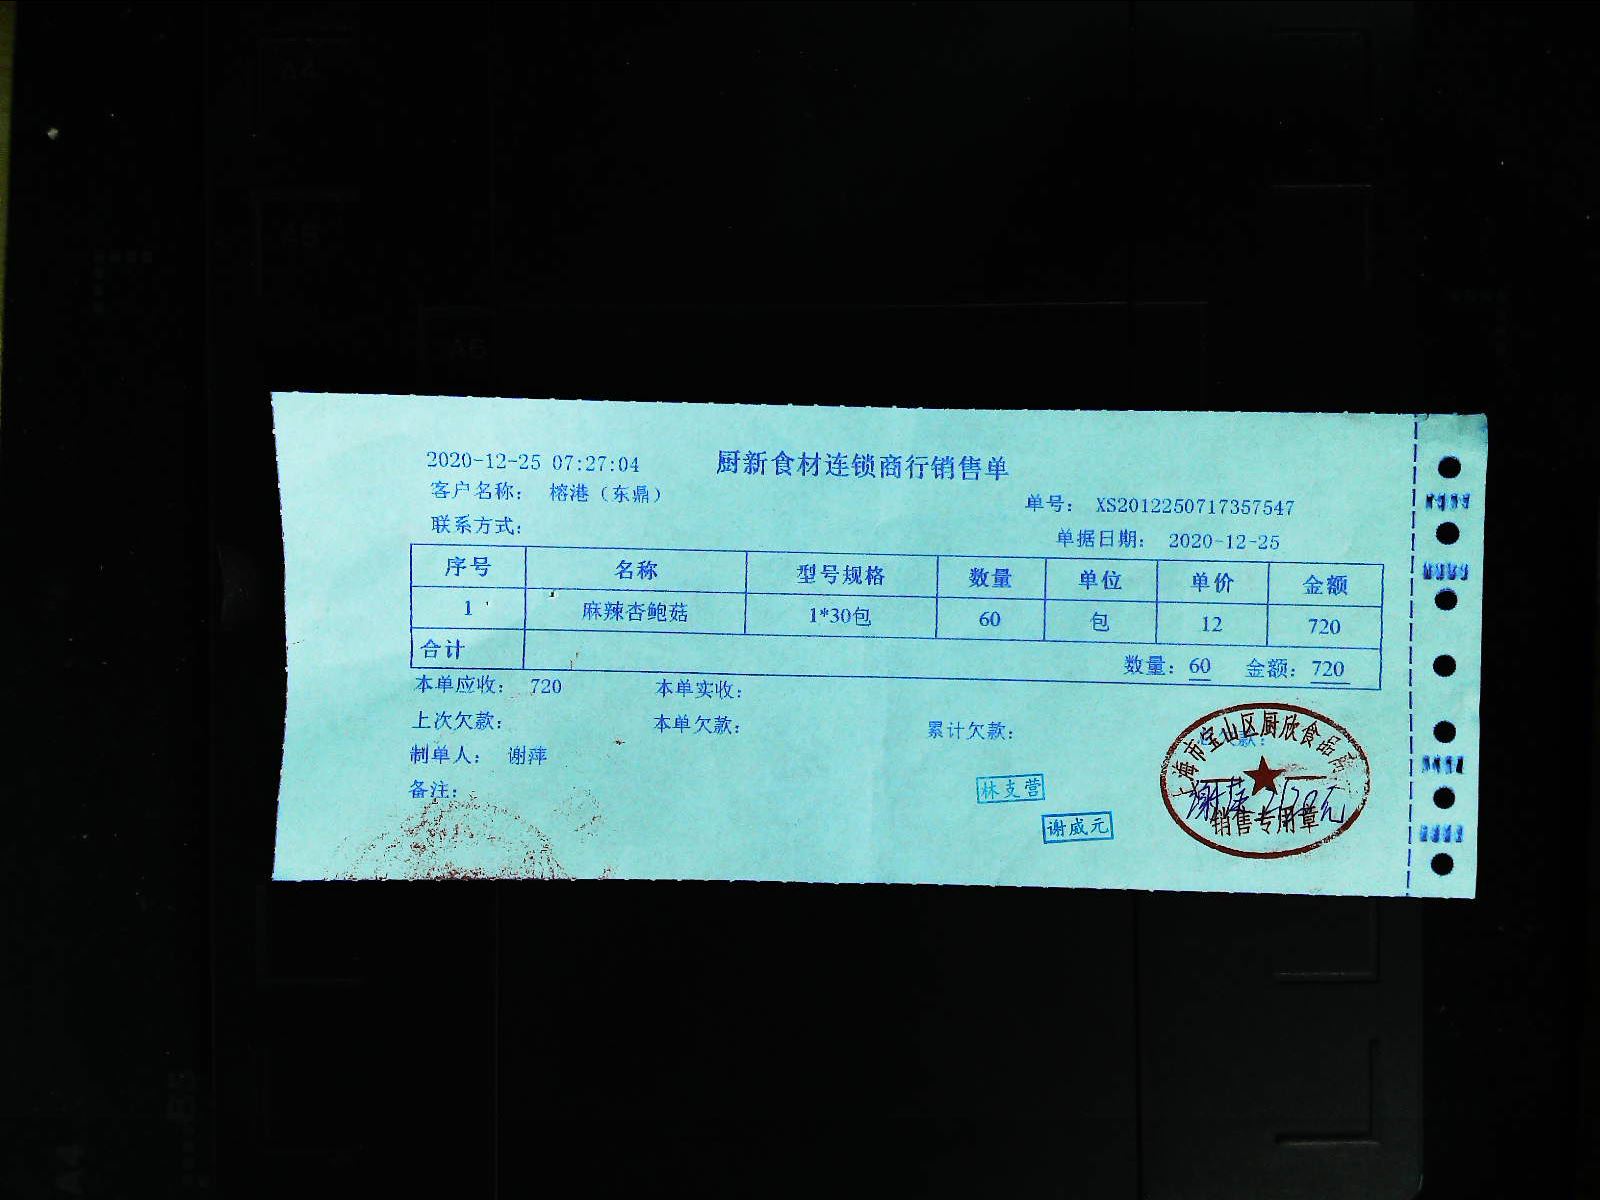 2020-12-25 07:27:04 厨新食材连锁商行销售单
客户名称: 榕港（东鼎）
单号: XS2012250717357547
联系方式:
单据日期: 2020-12-25
序号 名称 型号规格 数量 单位 单价 金额
1 麻辣杏鲍菇 1*30包 60 包 12 720
合计 数量: 60 金额: 720
本单应收: 720 本单实收:
上次欠款: 本单欠款: 累计欠款:
制单人: 谢萍
备注:
林支营
谢威元
上海市宝山区厨欣食品商
销售专用章
A6